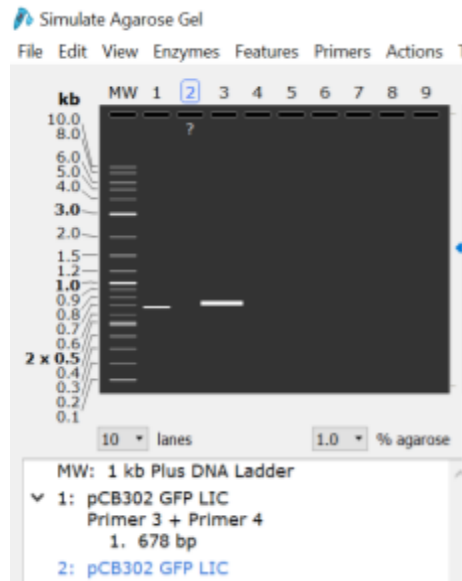 Simulate Agarose Gel
File Edit View Enzymes Features Primers Actions
kb MW 1 2 3 4 5 6 7 8 9
?
10.0
8.0
6.0
5.0
4.0
3.0
2.0
1.5
1.2
1.0
0.9
0.8
0.7
0.6
2 x 0.5
0.4
0.3
0.2
0.1
10 lanes 1.0 % agarose
MW: 1 kb Plus DNA Ladder
1: pCB302 GFP LIC
Primer 3 + Primer 4
1. 678 bp
2: pCB302 GFP LIC